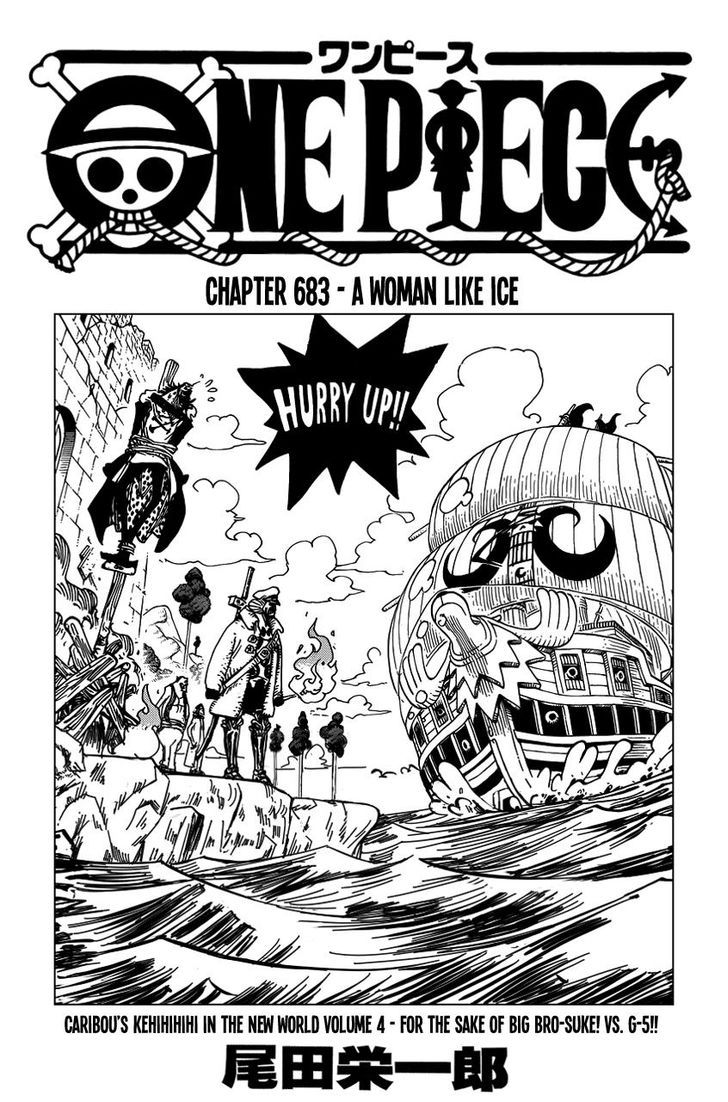 ワンピース
ONE PIECE
CHAPTER 683 - A WOMAN LIKE ICE
HURRY UP!!
CARIBOU'S KEHIHIHIHI IN THE NEW WORLD VOLUME 4 - FOR THE SAKE OF BIG BRO-SUKE! VS. G-5!!
尾田栄一郎